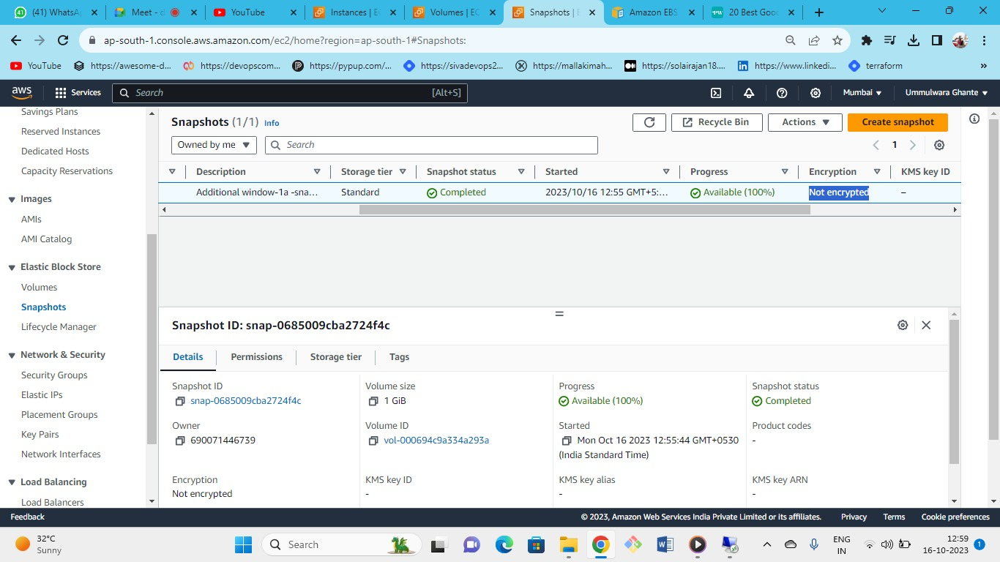 (41) WhatsA
Meet - d
YouTube
Instances | E
Volumes | EC
Snapshots | E
Amazon EBS
20 Best Goo
ap-south-1.console.aws.amazon.com/ec2/home?region=ap-south-1#Snapshots:
YouTube
https://awesome-d...
https://devopscom...
https://pypup.com/...
https://sivadevops2...
https://mallakimah...
https://solairajan18....
https://www.linkedi...
terraform
»
aws
Services
Search
[Alt+S]
Mumbai
Ummulwara Ghante
Savings Plans
Reserved Instances
Dedicated Hosts
Capacity Reservations
Images
AMIs
AMI Catalog
Elastic Block Store
Volumes
Snapshots
Lifecycle Manager
Network & Security
Security Groups
Elastic IPs
Placement Groups
Key Pairs
Network Interfaces
Load Balancing
Load Balancers
Snapshots (1/1) Info
Recycle Bin
Actions
Create snapshot
Owned by me
Search
1
Description
Storage tier
Snapshot status
Started
Progress
Encryption
KMS key ID
Additional window-1a -sna...
Standard
Completed
2023/10/16 12:55 GMT+5:...
Available (100%)
Not encrypted
–
Snapshot ID: snap-0685009cba2724f4c
Details
Permissions
Storage tier
Tags
Snapshot ID
snap-0685009cba2724f4c
Volume size
1 GiB
Progress
Available (100%)
Snapshot status
Completed
Owner
690071446739
Volume ID
vol-000694c9a334a293a
Started
Mon Oct 16 2023 12:55:44 GMT+0530
(India Standard Time)
Product codes
-
Encryption
Not encrypted
KMS key ID
-
KMS key alias
-
KMS key ARN
-
Feedback
© 2023, Amazon Web Services India Private Limited or its affiliates.
Privacy
Terms
Cookie preferences
32°C
Sunny
Search
ENG
IN
12:59
16-10-2023
1